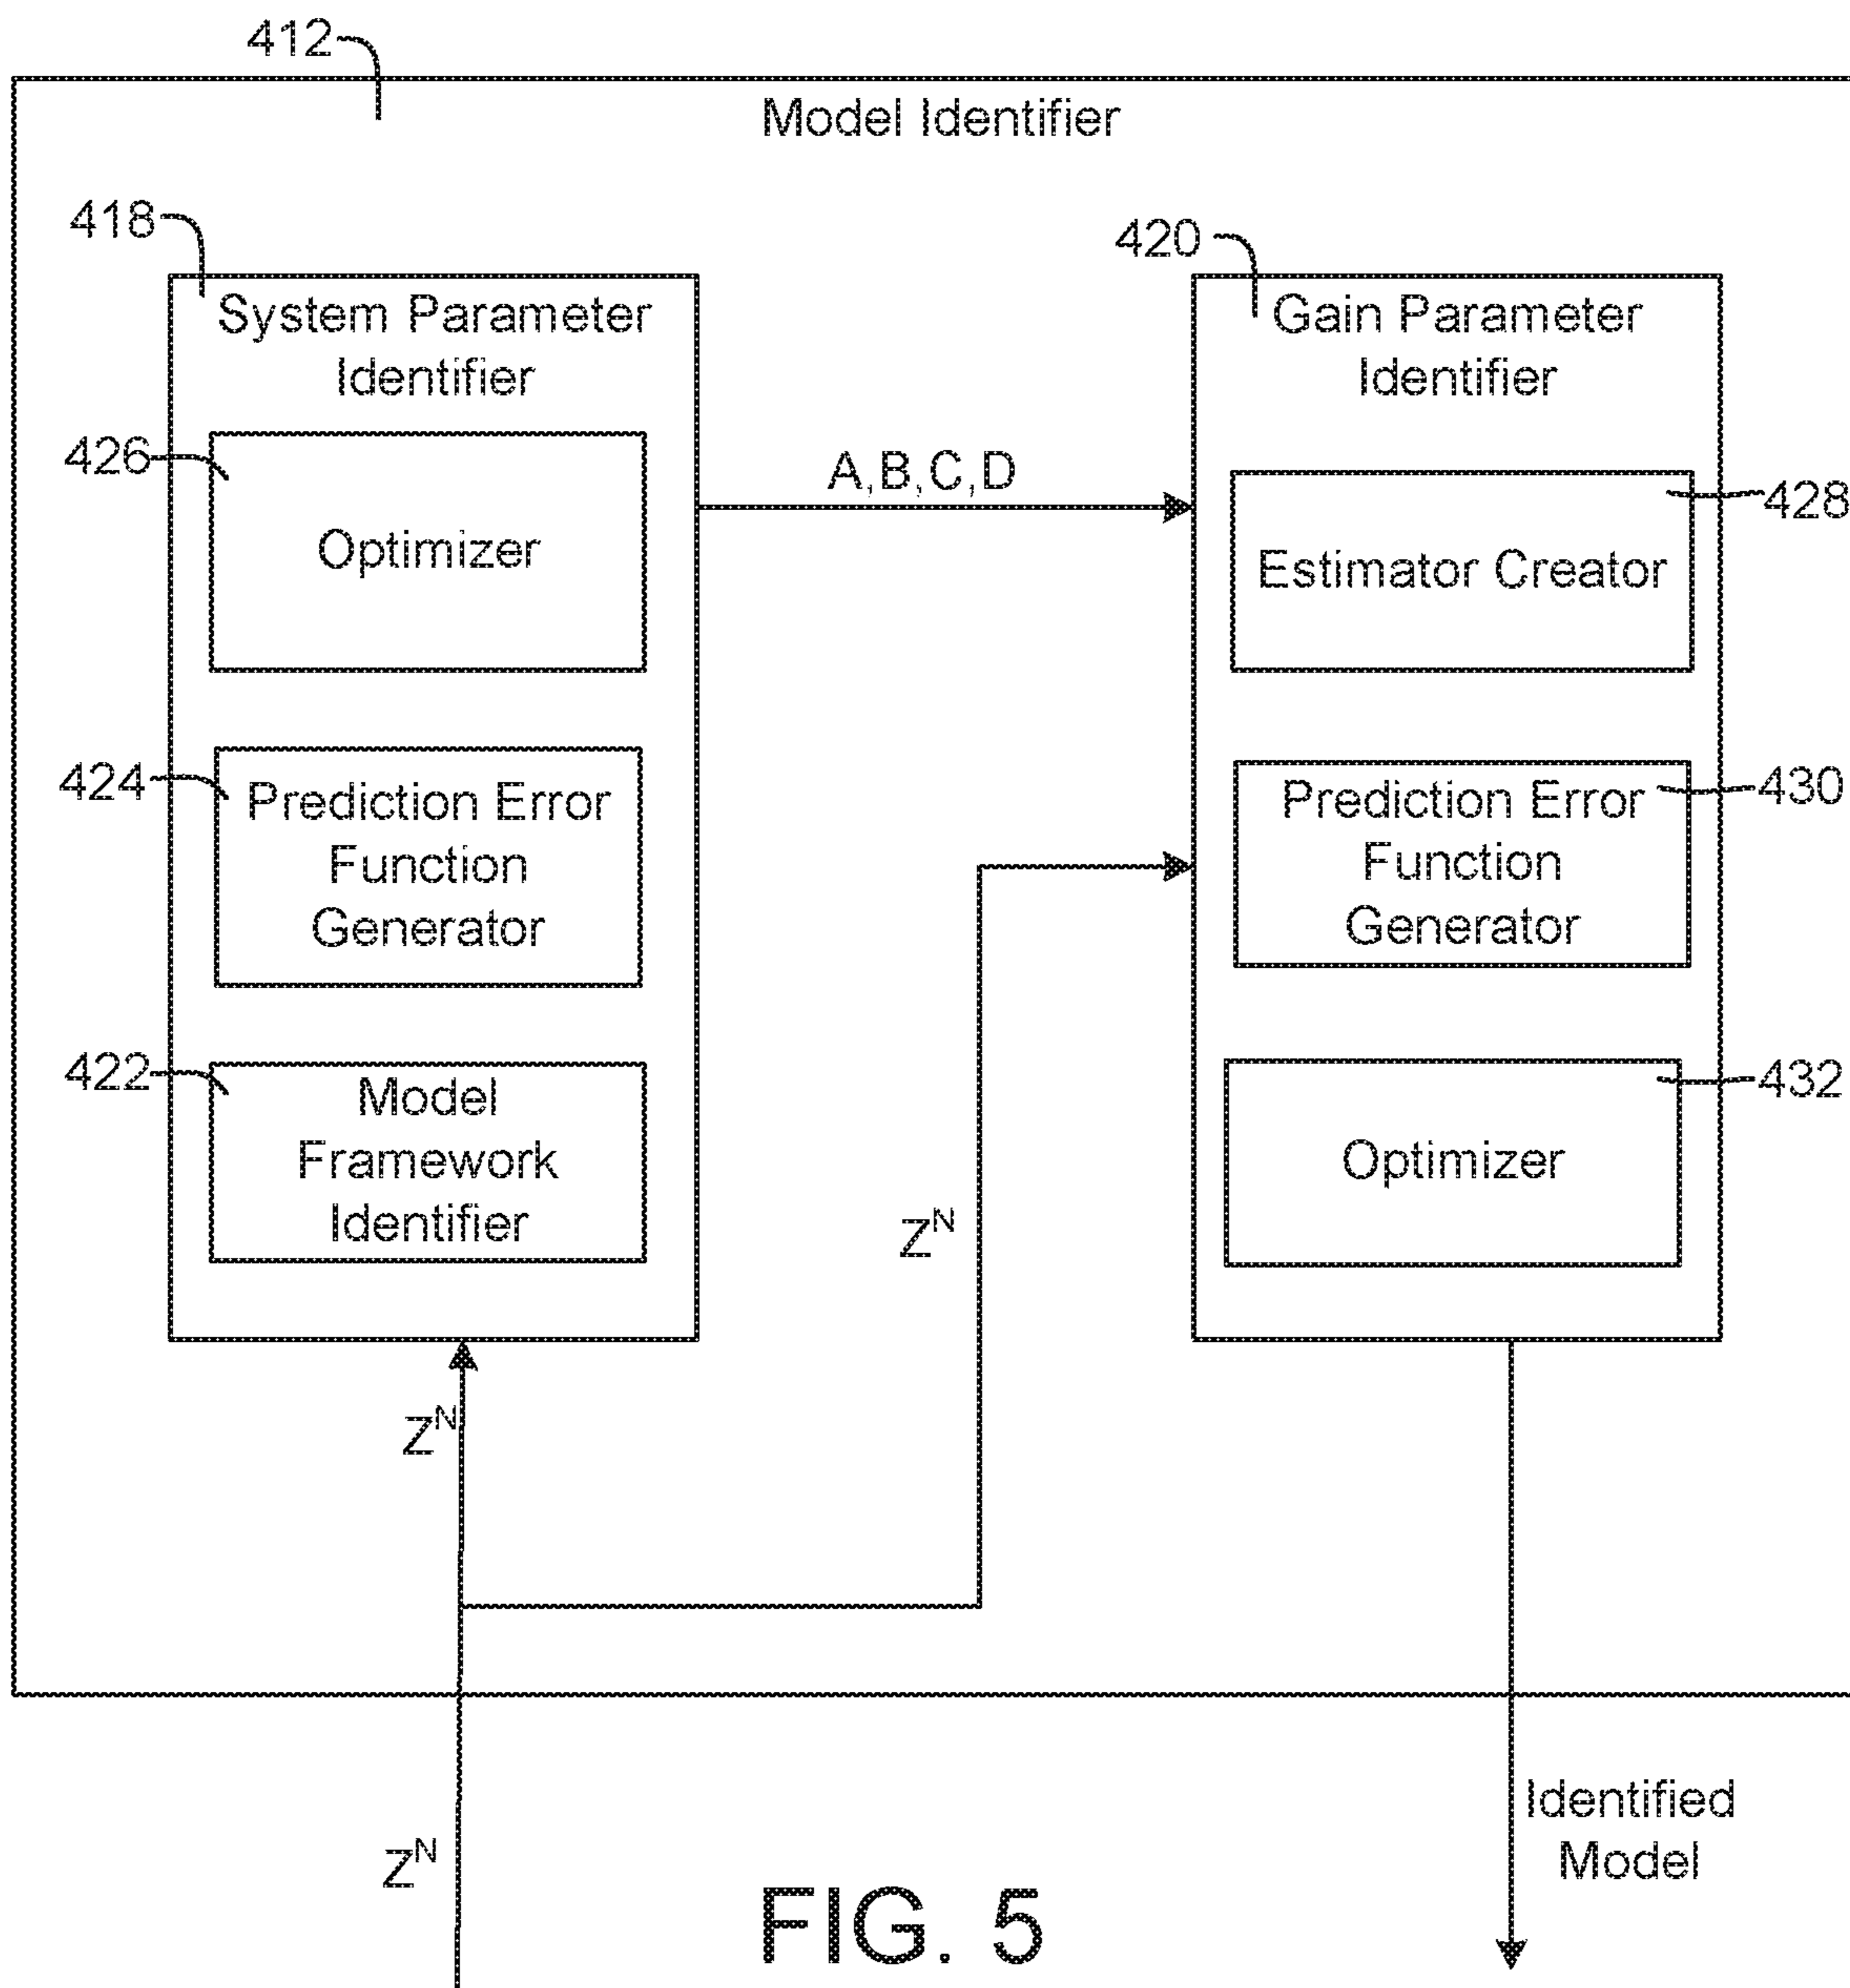 412
Model Identifier
418
420
System Parameter
Identifier
Gain Parameter
Identifier
426
Optimizer
A,B,C,D
428
Estimator Creator
424
Prediction Error
Function
Generator
430
Prediction Error
Function
Generator
422
Model
Framework
Identifier
432
Optimizer
Z^N
Z^N
Z^N
Identified
Model
FIG. 5